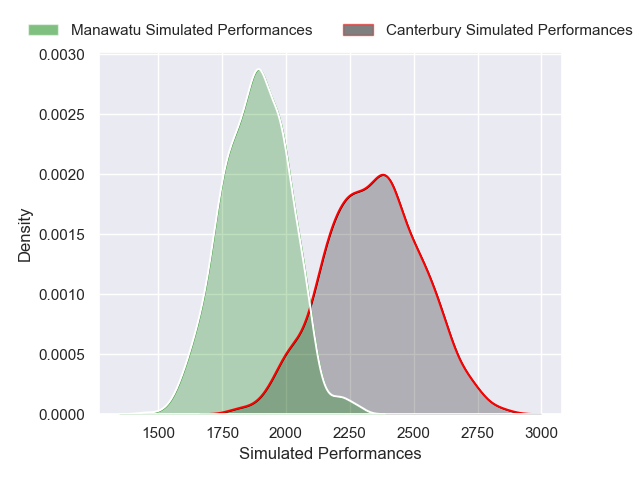 Manawatu Simulated Performances
Canterbury Simulated Performances
0.0030
0.0025
0.0020
0.0015
0.0010
0.0005
0.0000
Density
1500 1750 2000 2250 2500 2750 3000
Simulated Performances